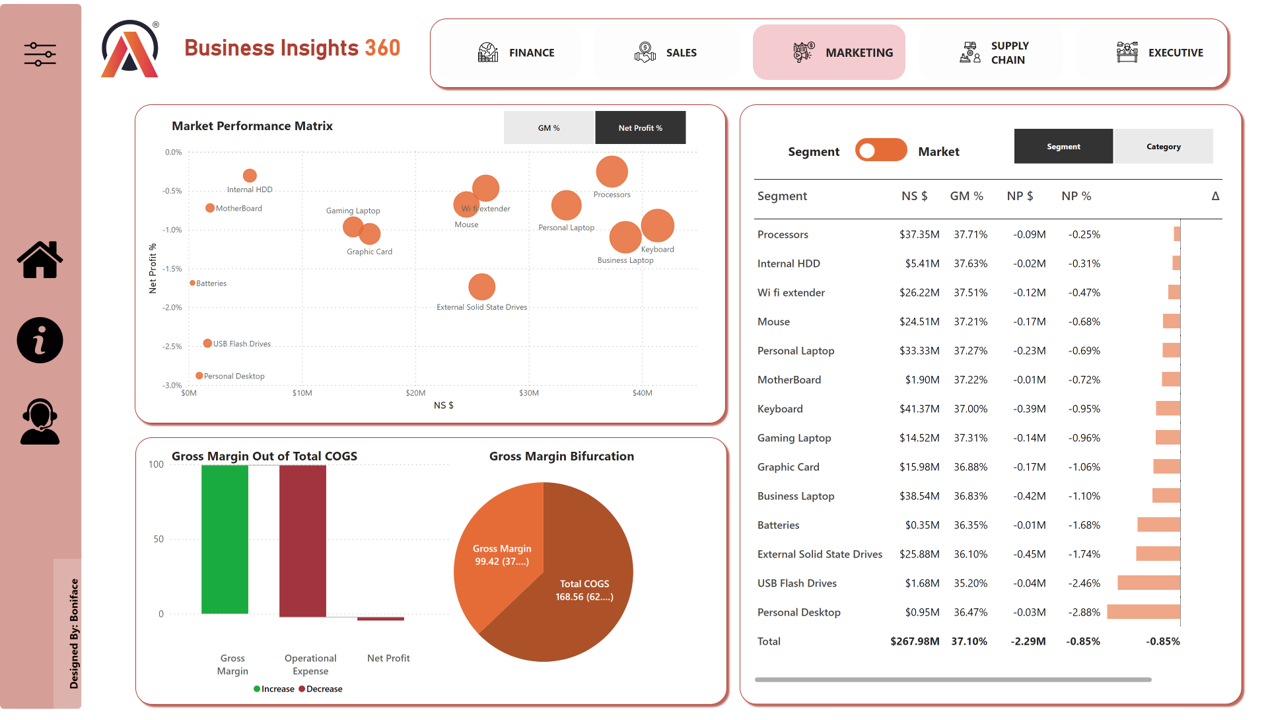 Business Insights 360
®
FINANCE
SALES
MARKETING
SUPPLY
CHAIN
EXECUTIVE
Designed By: Boniface
Market Performance Matrix
GM %
Net Profit %
Net Profit %
0.0%
-0.5%
-1.0%
-1.5%
-2.0%
-2.5%
-3.0%
Internal HDD
MotherBoard
Gaming Laptop
Graphic Card
Wi fi extender
Mouse
Processors
Personal Laptop
Keyboard
Business Laptop
Batteries
External Solid State Drives
USB Flash Drives
Personal Desktop
$0M $10M $20M $30M $40M
NS $
Gross Margin Out of Total COGS
100
50
0
Gross
Margin
Operational
Expense
Net Profit
Increase Decrease
Gross Margin Bifurcation
Gross Margin
99.42 (37....)
Total COGS
168.56 (62....)
Segment Market
Segment Category
Segment NS $ GM % NP $ NP % Δ
Processors $37.35M 37.71% -0.09M -0.25%
Internal HDD $5.41M 37.63% -0.02M -0.31%
Wi fi extender $26.22M 37.51% -0.12M -0.47%
Mouse $24.51M 37.21% -0.17M -0.68%
Personal Laptop $33.33M 37.27% -0.23M -0.69%
MotherBoard $1.90M 37.22% -0.01M -0.72%
Keyboard $41.37M 37.00% -0.39M -0.95%
Gaming Laptop $14.52M 37.31% -0.14M -0.96%
Graphic Card $15.98M 36.88% -0.17M -1.06%
Business Laptop $38.54M 36.83% -0.42M -1.10%
Batteries $0.35M 36.35% -0.01M -1.68%
External Solid State Drives $25.88M 36.10% -0.45M -1.74%
USB Flash Drives $1.68M 35.20% -0.04M -2.46%
Personal Desktop $0.95M 36.47% -0.03M -2.88%
Total $267.98M 37.10% -2.29M -0.85% -0.85%